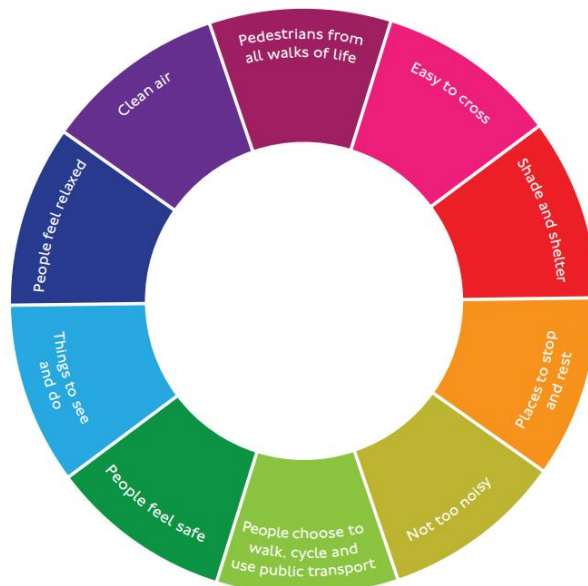 Pedestrians from
all walks of life
Easy to cross
Shade and shelter
Places to stop
and rest
Not too noisy
People choose to
walk, cycle and
use public transport
People feel safe
Things to see
and do
People feel relaxed
Clean air